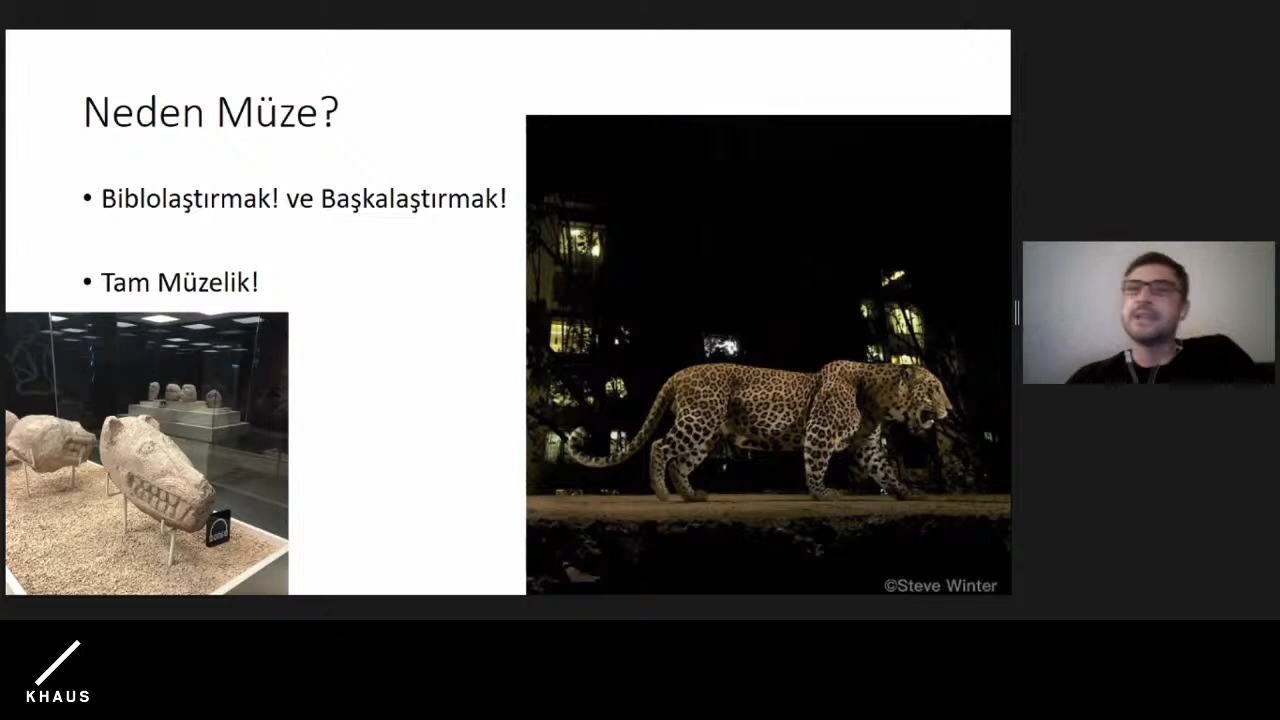 Neden Müze?
• Biblolaştırmak! ve Başkalaştırmak!
• Tam Müzelik!
©Steve Winter
KHAUS